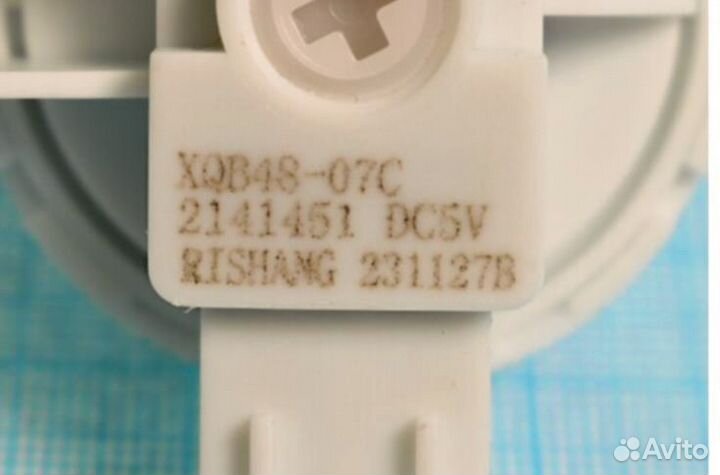 XQB48-07C
2141451 DC5V
RISHANG 231127B
Avito